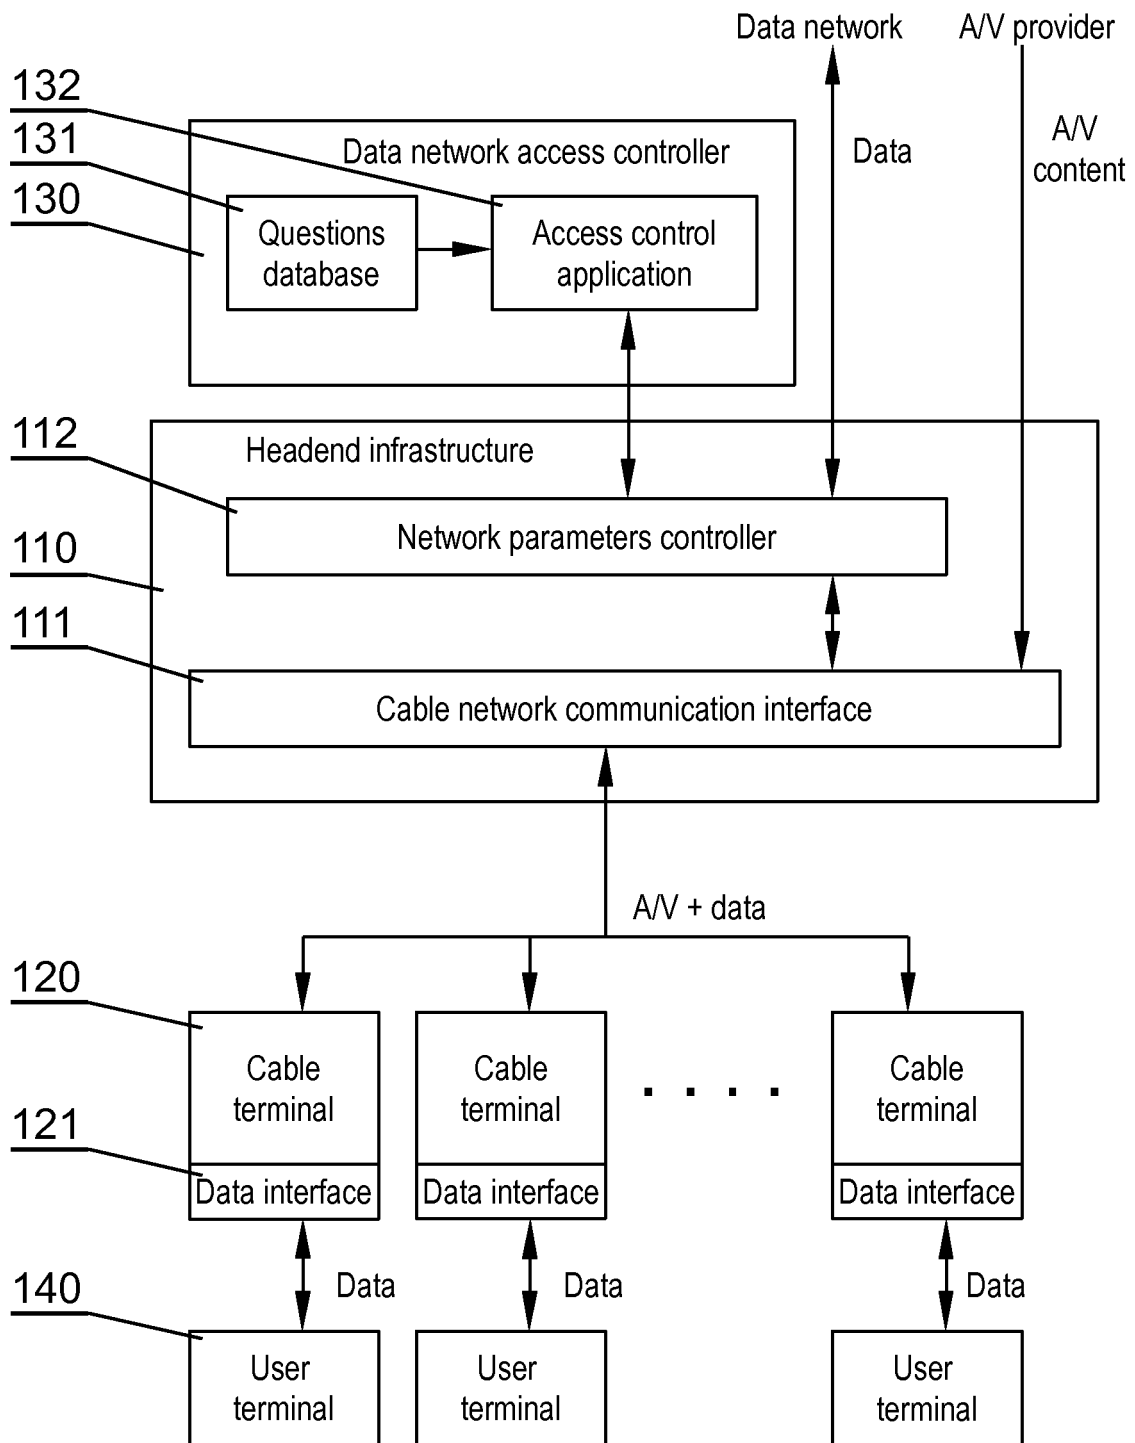 Data network
A/V provider
132
131
130
Data network access controller
Data
A/V
content
Questions
database
Access control
application
112
Headend infrastructure
110
Network parameters controller
111
Cable network communication interface
A/V + data
120
Cable
terminal
Cable
terminal
. . . .
Cable
terminal
121
Data interface
Data interface
Data interface
140
Data
Data
Data
User
terminal
User
terminal
User
terminal